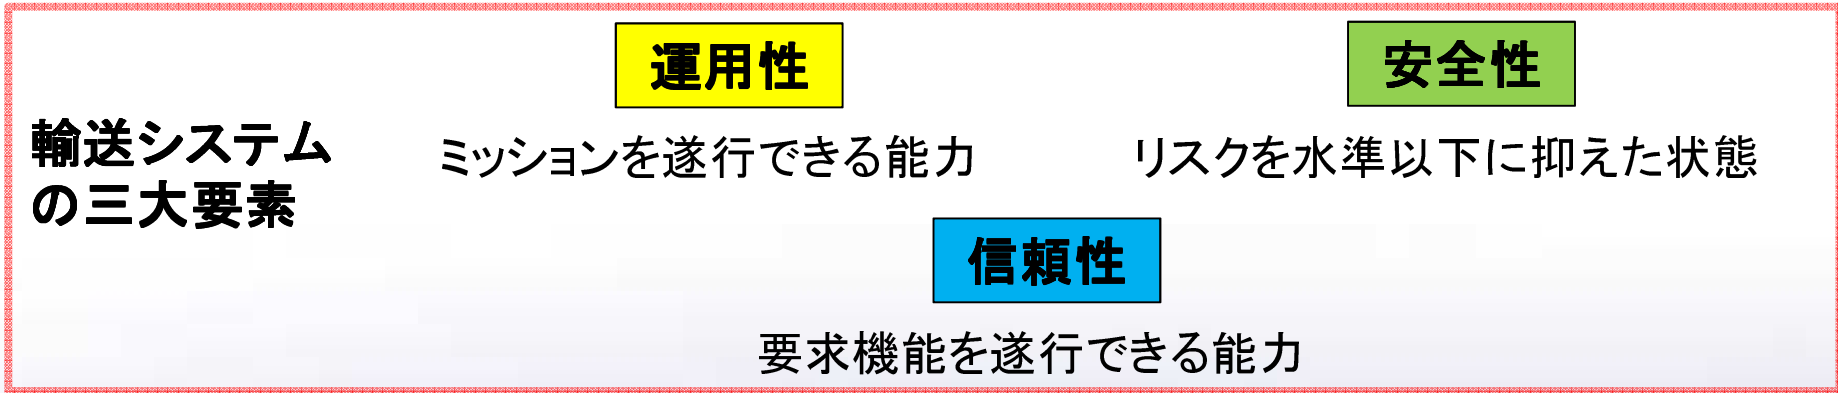 輸送システム
の三大要素
運用性
ミッションを遂行できる能力
安全性
リスクを水準以下に抑えた状態
信頼性
要求機能を遂行できる能力